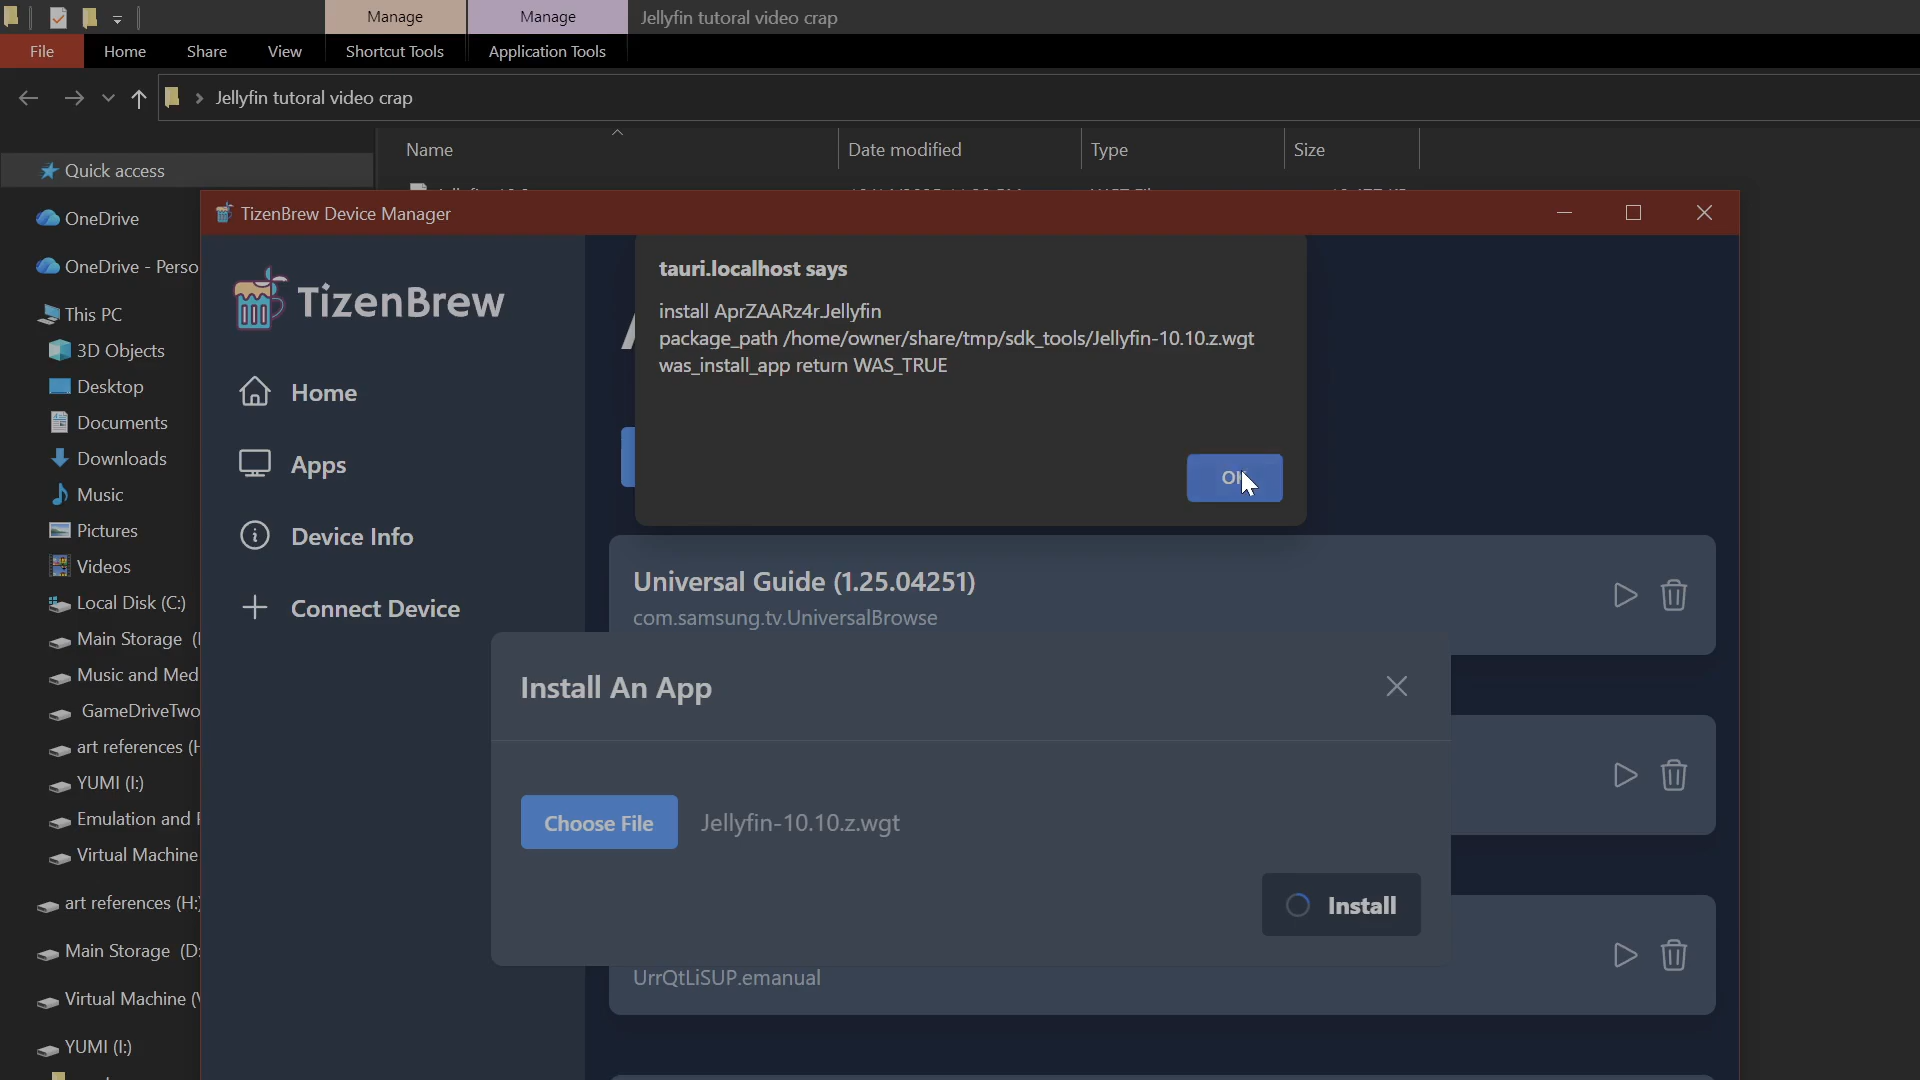 Manage
Manage
Jellyfin tutoral video crap
File
Home
Share
View
Shortcut Tools
Application Tools
Jellyfin tutoral video crap
Name
Date modified
Type
Size
Quick access
OneDrive
OneDrive - Perso
This PC
3D Objects
Desktop
Documents
Downloads
Music
Pictures
Videos
Local Disk (C:)
Main Storage
Music and Med
GameDriveTwo
art references (H
YUMI (I:)
Emulation and
Virtual Machine
art references (H:)
Main Storage (D:
Virtual Machine (V
YUMI (I:)
TizenBrew Device Manager
TizenBrew
Home
Apps
Device Info
Connect Device
tauri.localhost says
install AprZAARz4r.Jellyfin
package_path /home/owner/share/tmp/sdk_tools/Jellyfin-10.10.z.wgt
was_install_app return WAS_TRUE
OK
Universal Guide (1.25.04251)
com.samsung.tv.UniversalBrowse
Install An App
Choose File
Jellyfin-10.10.z.wgt
Install
UrrQtLiSUP.emanual